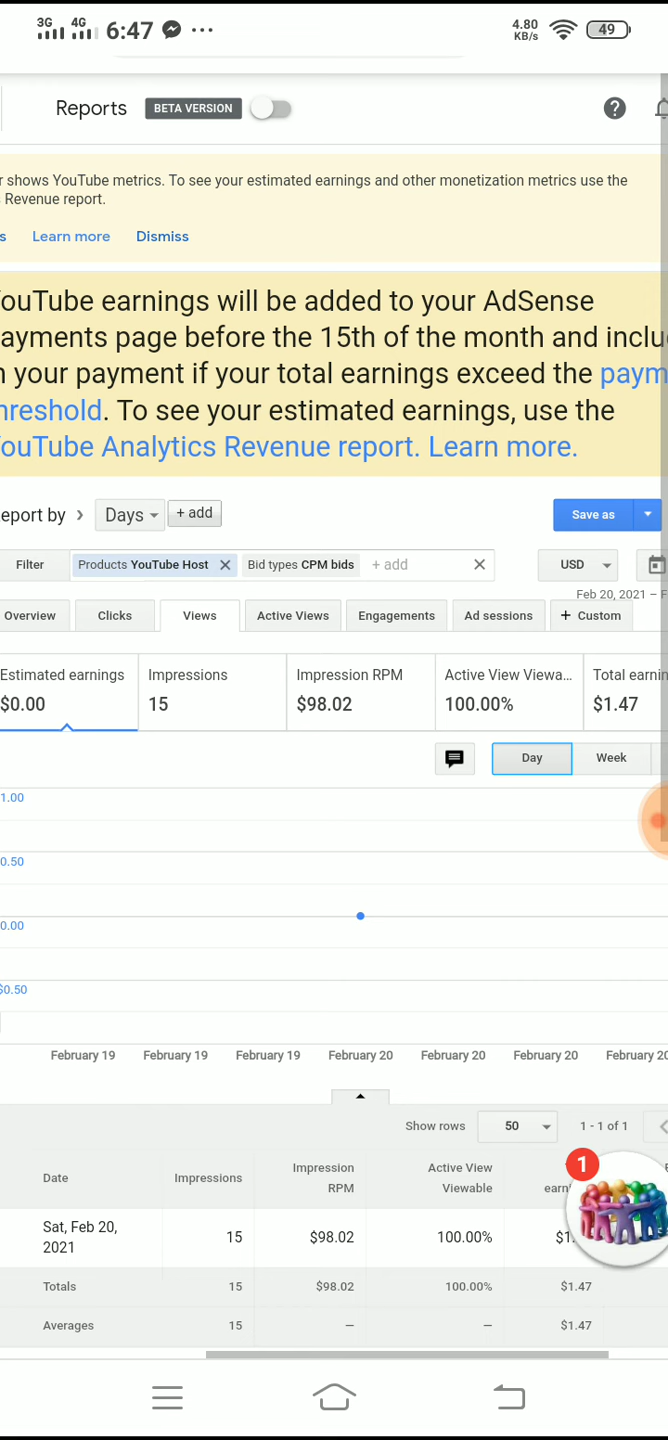 3G 4G 6:47 ... 4.80 KB/s 49
Reports BETA VERSION
r shows YouTube metrics. To see your estimated earnings and other monetization metrics use the
Revenue report.
s Learn more Dismiss
ouTube earnings will be added to your AdSense
ayments page before the 15th of the month and inclu
n your payment if your total earnings exceed the paym
hreshold. To see your estimated earnings, use the
ouTube Analytics Revenue report. Learn more.
eport by > Days + add Save as
Filter Products YouTube Host X Bid types CPM bids + add X USD
Feb 20, 2021 – F
Overview Clicks Views Active Views Engagements Ad sessions + Custom
Estimated earnings Impressions Impression RPM Active View Viewa... Total earnin
$0.00 15 $98.02 100.00% $1.47
Day Week
1.00
0.50
0.00
$0.50
February 19 February 19 February 19 February 20 February 20 February 20 February 20
Show rows 50 1 - 1 of 1
1
Date Impressions Impression RPM Active View Viewable earni
Sat, Feb 20, 2021 15 $98.02 100.00% $1.
Totals 15 $98.02 100.00% $1.47
Averages 15 — — $1.47